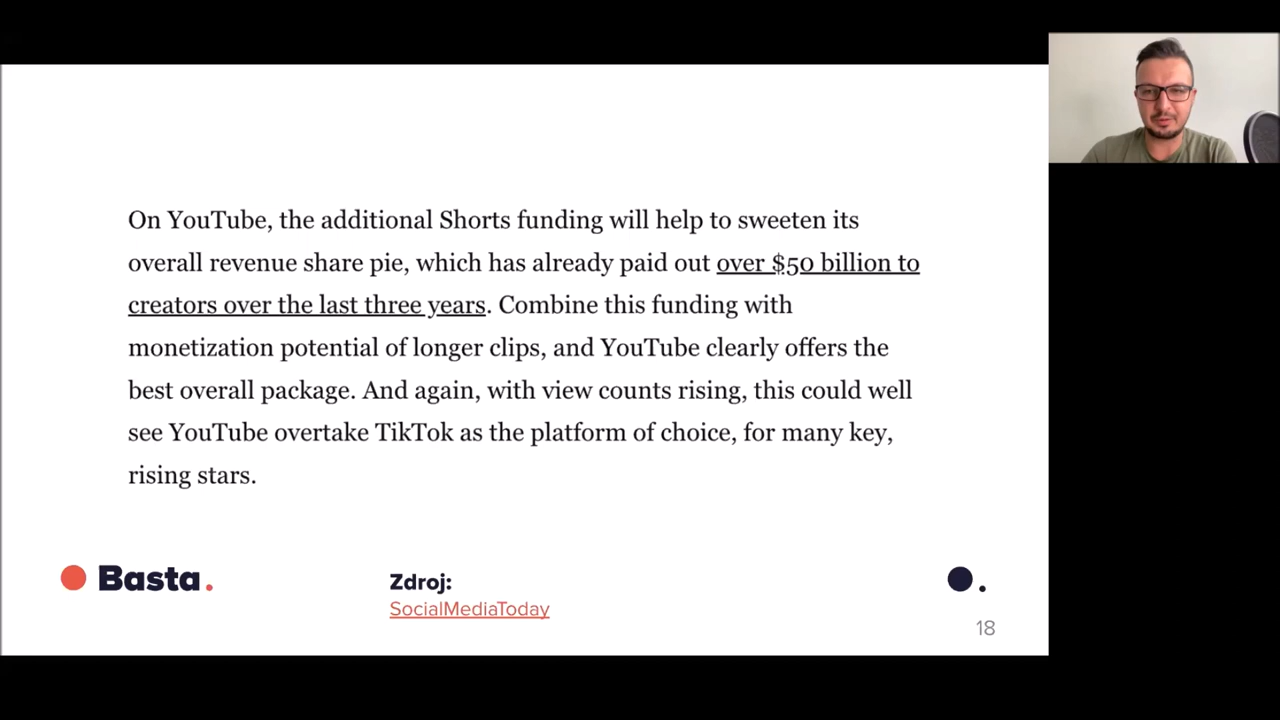 On YouTube, the additional Shorts funding will help to sweeten its
overall revenue share pie, which has already paid out over $50 billion to
creators over the last three years. Combine this funding with
monetization potential of longer clips, and YouTube clearly offers the
best overall package. And again, with view counts rising, this could well
see YouTube overtake TikTok as the platform of choice, for many key,
rising stars.
Basta.
Zdroj:
SocialMediaToday
18